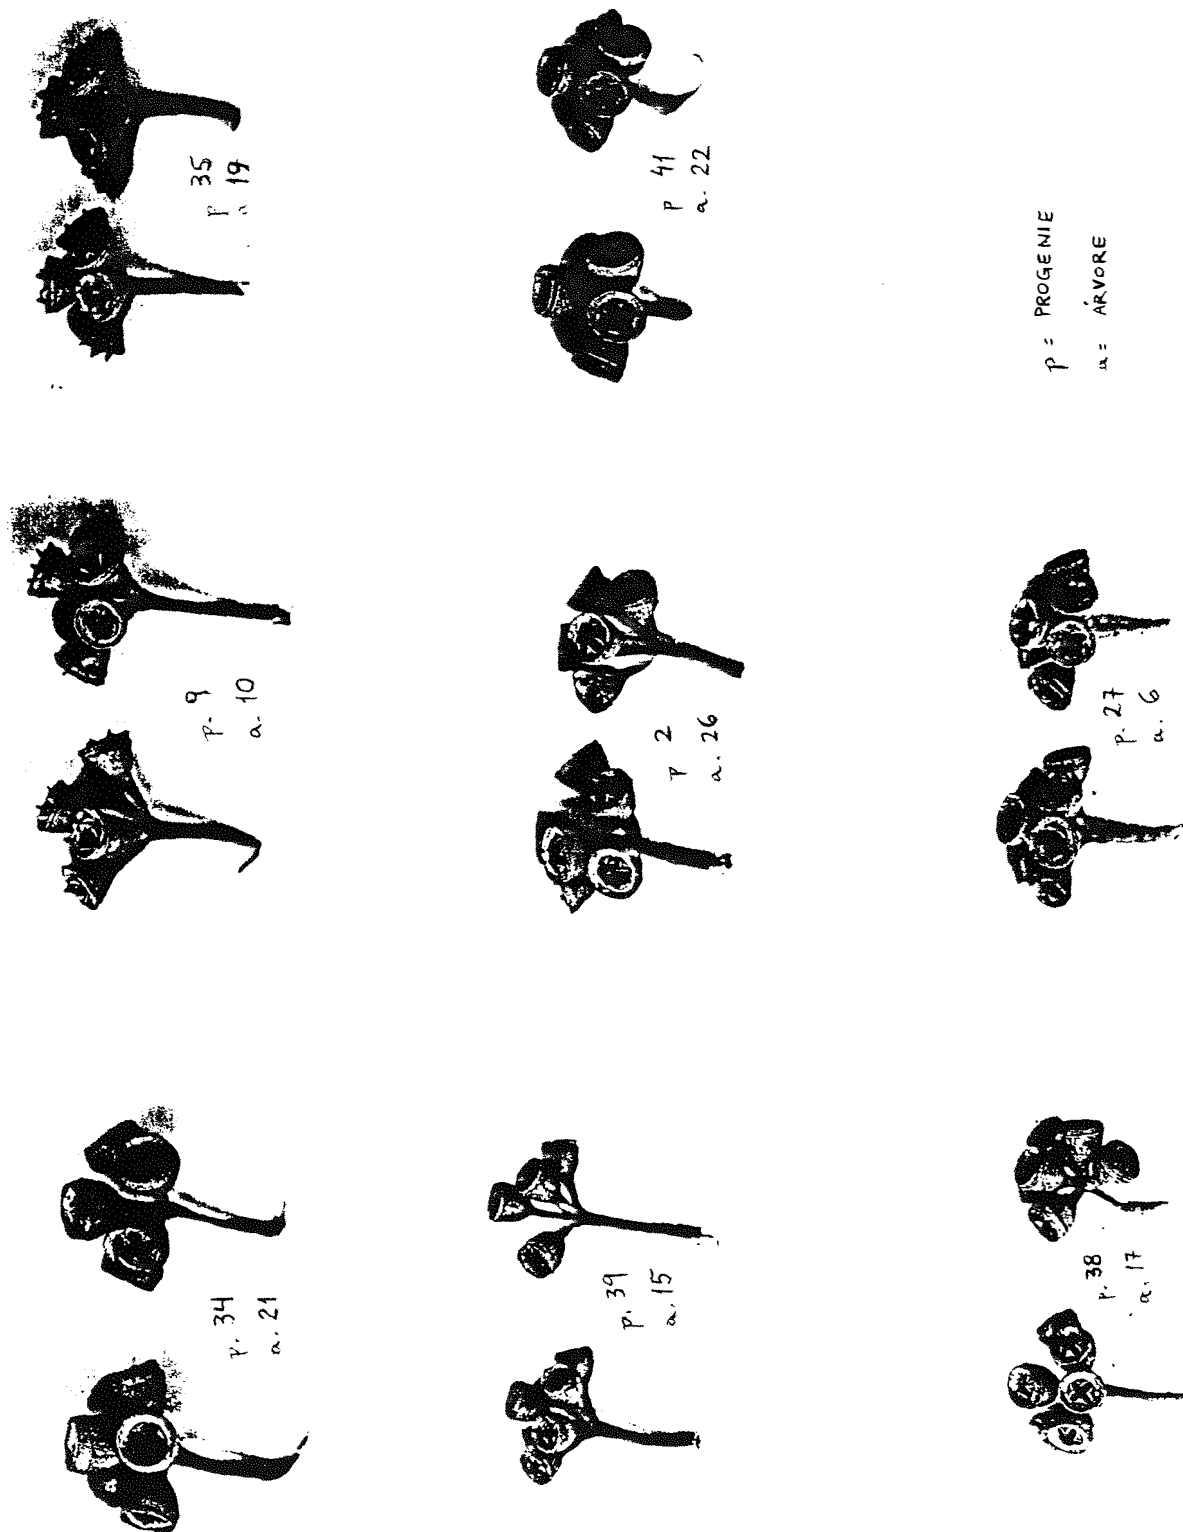 p. 34
a. 21
p. 9
a. 10
p 35
a 19
p. 39
a. 15
p 2
a. 26
p 41
a. 22
p. 38
a. 17
p. 27
a. 6
p = PROGENIE
a = ÁRVORE